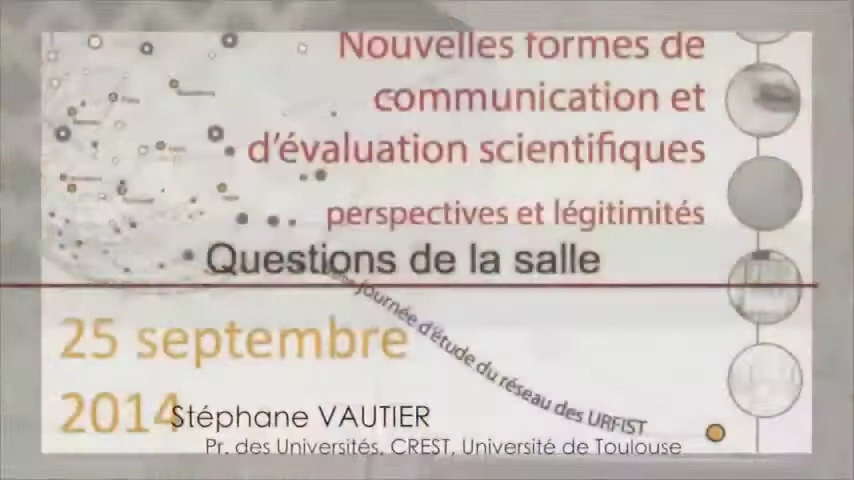 Nouvelles formes de
communication et
d'évaluation scientifiques
perspectives et légitimités
Questions de la salle
journée d'étude du réseau des URFIST
25 septembre
2014
Stéphane VAUTIER
Pr. des Universités, CREST, Université de Toulouse